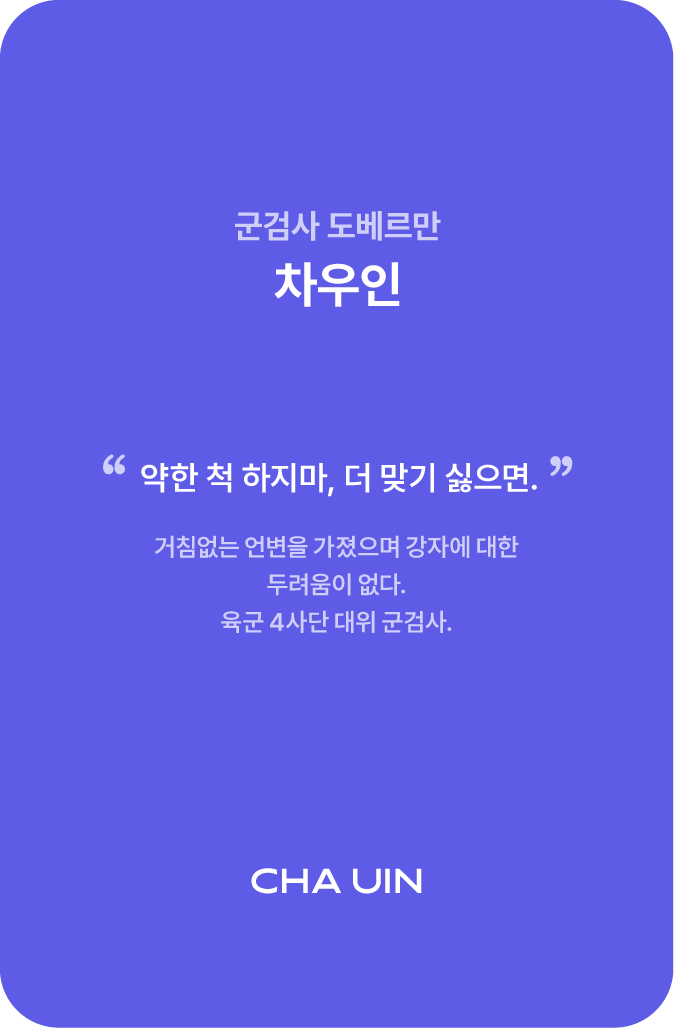 군검사 도베르만
차우인
“ 약한 척 하지마, 더 맞기 싫으면. ”
거침없는 언변을 가졌으며 강자에 대한
두려움이 없다.
육군 4사단 대위 군검사.
CHA UIN